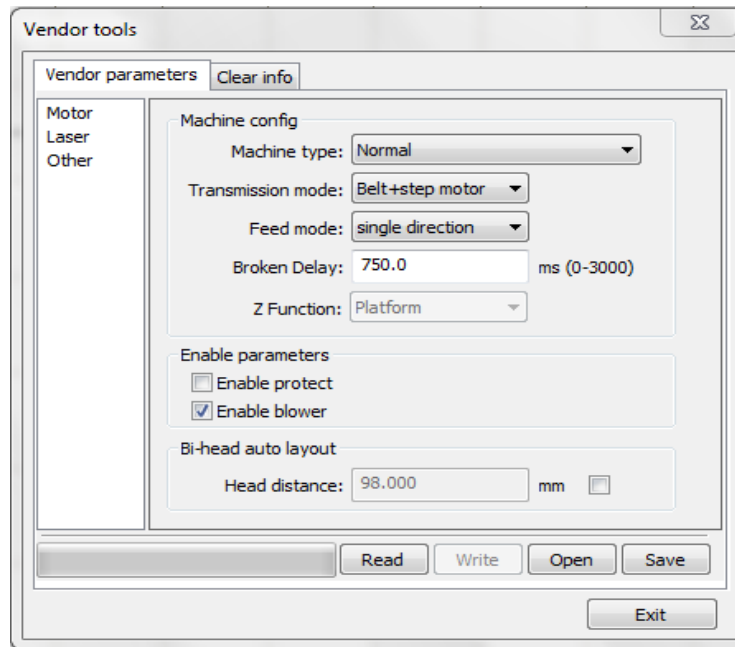 Vendor tools
Vendor parameters Clear info
Motor
Laser
Other
Machine config
Machine type: Normal
Transmission mode: Belt+step motor
Feed mode: single direction
Broken Delay: 750.0 ms (0-3000)
Z Function: Platform
Enable parameters
Enable protect
Enable blower
Bi-head auto layout
Head distance: 98.000 mm
Read Write Open Save
Exit